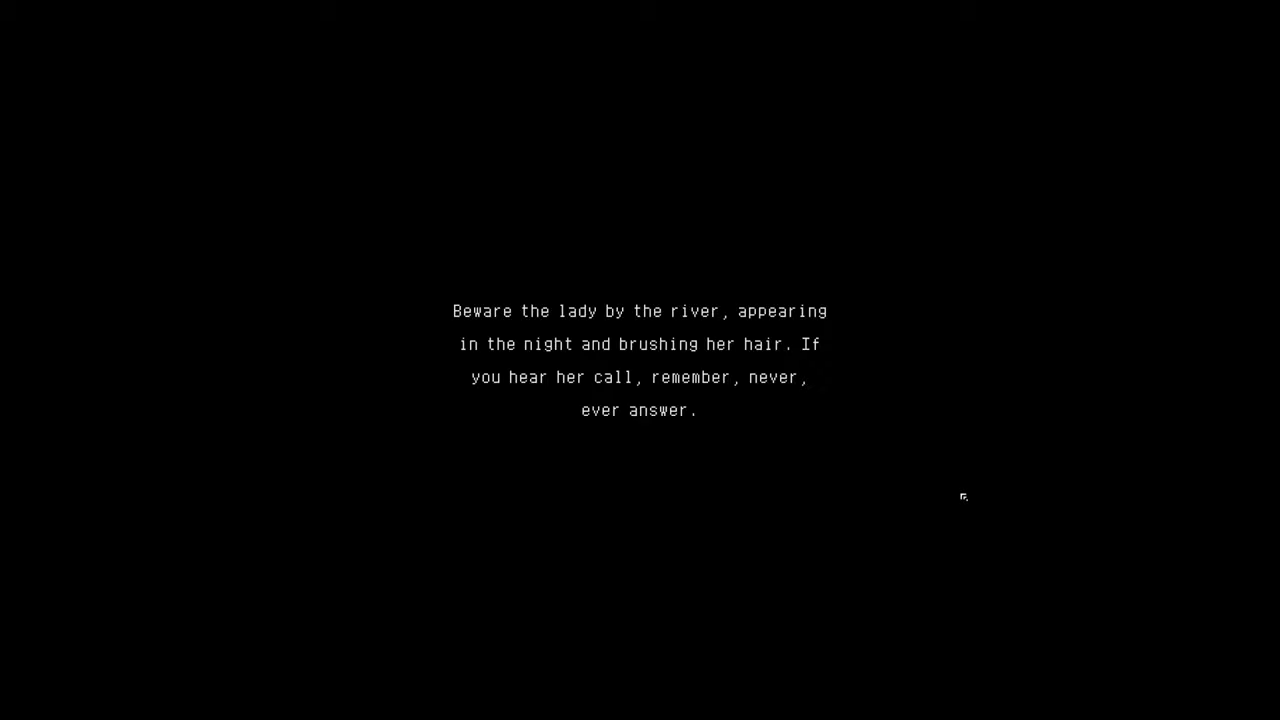 Beware the lady by the river, appearing
in the night and brushing her hair. If
you hear her call, remember, never,
ever answer.